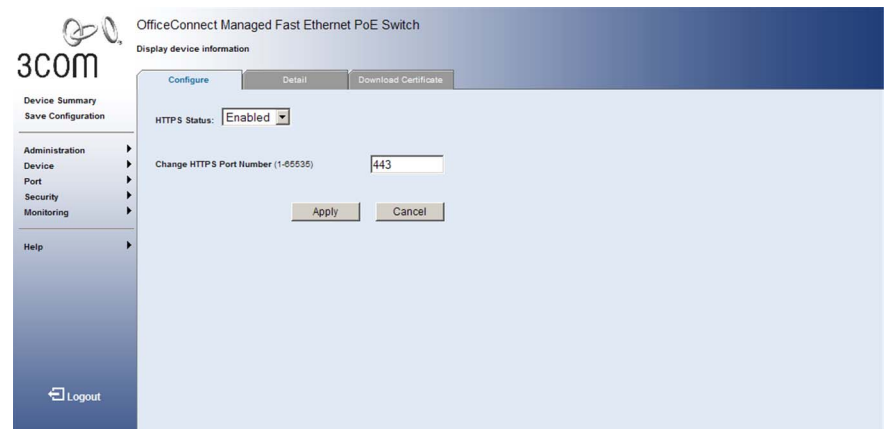 OfficeConnect Managed Fast Ethernet PoE Switch
Display device information
3COM
Configure
Detail
Download Certificate
Device Summary
Save Configuration
HTTPS Status: Enabled
Administration
Device
Port
Security
Monitoring
Change HTTPS Port Number (1-65535) 443
Apply
Cancel
Help
Logout